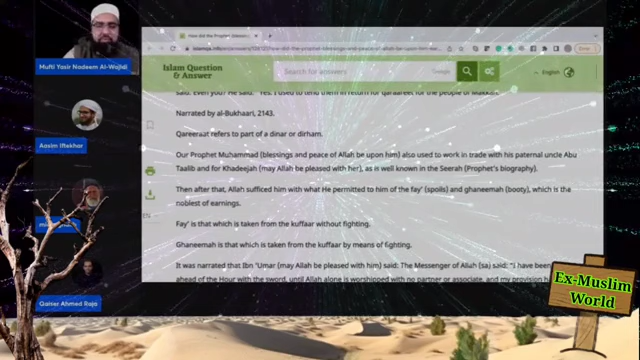 How did the Prophet (blessings
Islam Question
& Answer
Search for answers
Google
English
said: Even you? He said: "Yes, I used to tend them in return for qaraareet for the people of Makkah."
Narrated by al-Bukhaari, 2143.
Qareeraat refers to part of a dinar or dirham.
Our Prophet Muhammad (blessings and peace of Allah be upon him) also used to work in trade with his paternal uncle Abu
Taalib and for Khadeejah (may Allah be pleased with her), as is well known in the Seerah (Prophet's biography).
Then after that, Allah sufficed him with what He permitted to him of the fay' (spoils) and ghaneemah (booty), which is the
noblest of earnings.
Fay' is that which is taken from the kuffaar without fighting.
Ghaneemah is that which is taken from the kuffaar by means of fighting.
It was narrated that Ibn 'Umar (may Allah be pleased with him) said: The Messenger of Allah (sa) said: "I have been
ahead of the Hour with the sword, until Allah alone is worshipped with no partner or associate, and my provision
ES
Mufti Yasir Nadeem Al-Wajidi
Aasim Iftekhar
Qaiser Ahmed Raja
Ex-Muslim
World